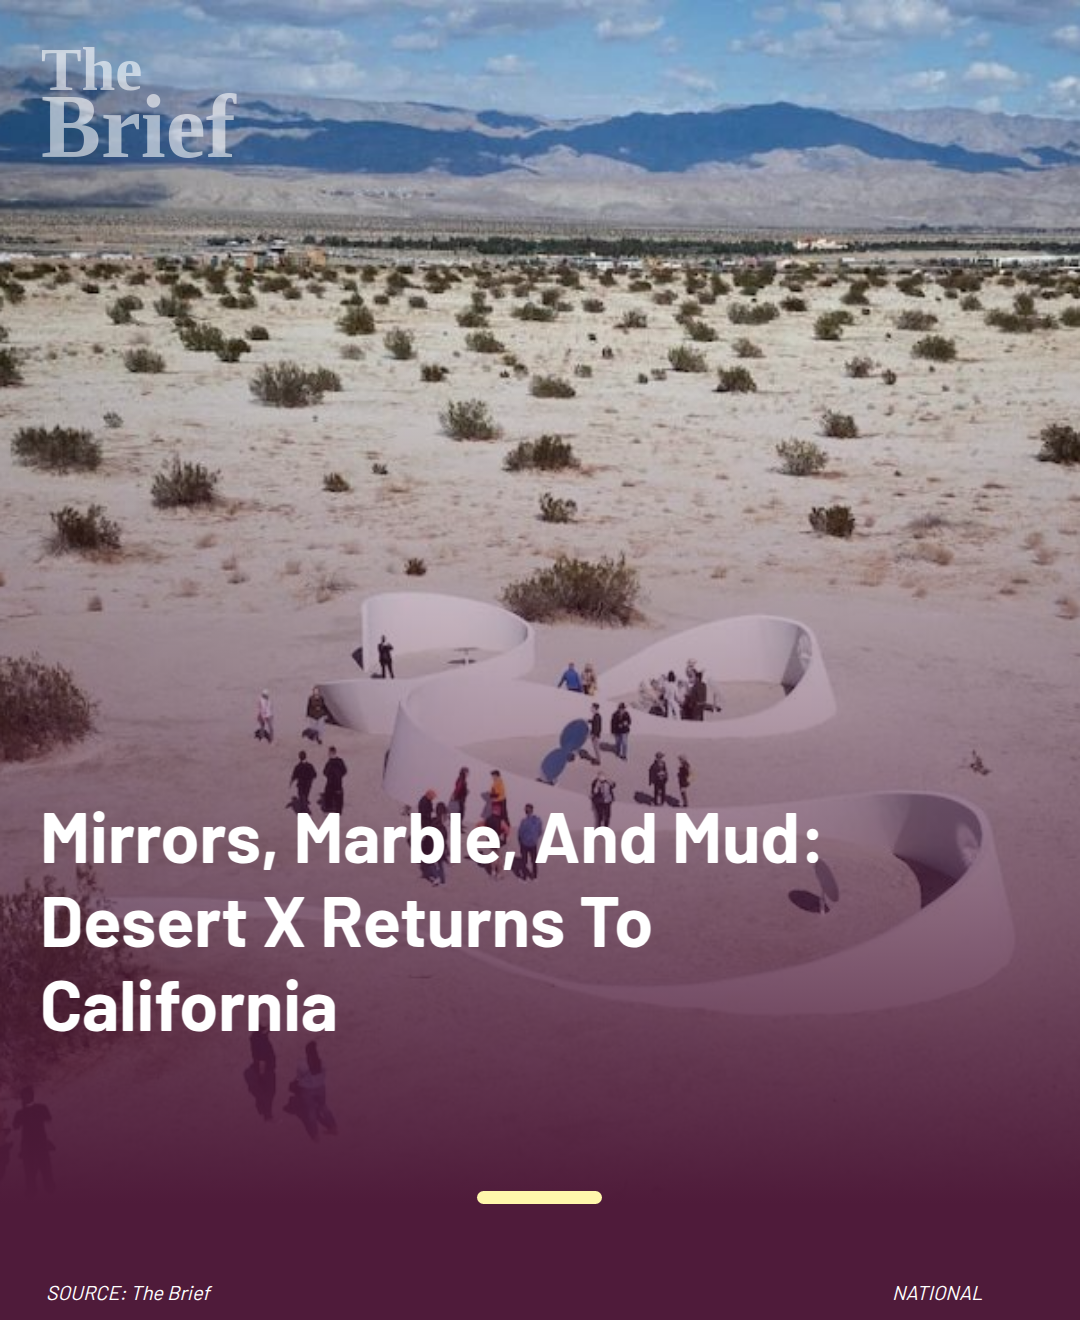 The
Brief
Mirrors, Marble, And Mud:
Desert X Returns To
California
SOURCE: The Brief
NATIONAL